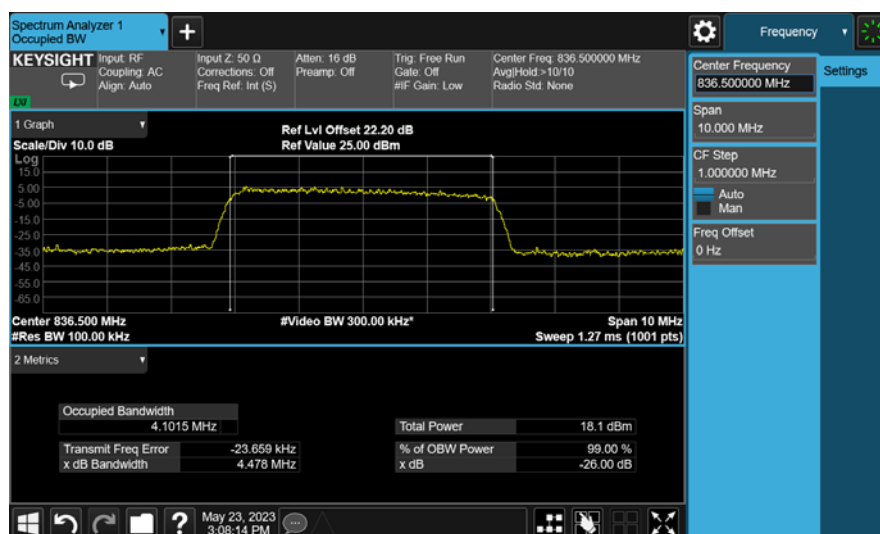 Spectrum Analyzer 1
Occupied BW
+
Frequency
KEYSIGHT
LXI
Input: RF
Coupling: AC
Align: Auto
Input Z: 50 Ω
Corrections: Off
Freq Ref: Int (S)
Atten: 16 dB
Preamp: Off
Trig: Free Run
Gate: Off
#IF Gain: Low
Center Freq: 836.500000 MHz
Avg|Hold:>10/10
Radio Std: None
Center Frequency
836.500000 MHz
Settings
Span
10.000 MHz
CF Step
1.000000 MHz
Auto
Man
Freq Offset
0 Hz
1 Graph
Scale/Div 10.0 dB
Ref Lvl Offset 22.20 dB
Ref Value 25.00 dBm
Log
15.0
5.00
-5.00
-15.0
-25.0
-35.0
-45.0
-55.0
-65.0
Center 836.500 MHz
#Res BW 100.00 kHz
#Video BW 300.00 kHz*
Span 10 MHz
Sweep 1.27 ms (1001 pts)
2 Metrics
Occupied Bandwidth
4.1015 MHz
Total Power 18.1 dBm
Transmit Freq Error -23.659 kHz
% of OBW Power 99.00 %
x dB Bandwidth 4.478 MHz
x dB -26.00 dB
?
May 23, 2023
3:08:14 PM